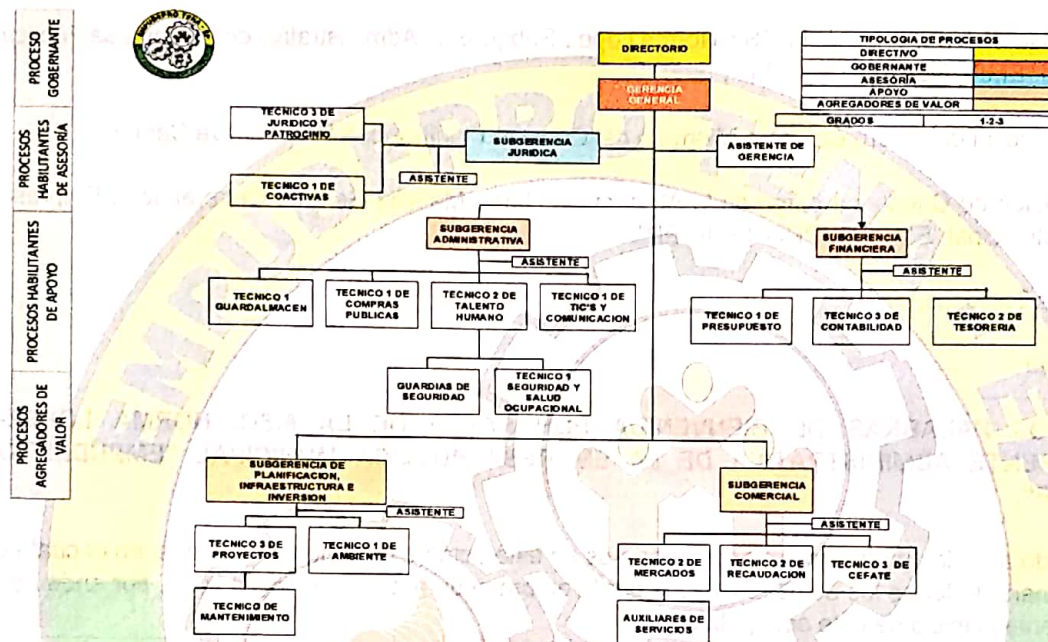 PROCESO
GOBERNANTE
PROCESOS
HABILITANTES
DE ASESORÍA
PROCESOS HABILITANTES
DE APOYO
PROCESOS
AGREGADORES DE
VALOR
DIRECTORIO
GERENCIA
GENERAL
TIPOLOGIA DE PROCESOS
DIRECTIVO
GOBERNANTE
ASESORÍA
APOYO
AGREGADORES DE VALOR
GRADOS 1-2-3
TECNICO 3 DE
JURIDICO Y
PATROCINIO
SUBGERENCIA
JURIDICA
ASISTENTE
TECNICO 1 DE
COACTIVAS
ASISTENTE DE
GERENCIA
SUBGERENCIA
ADMINISTRATIVA
ASISTENTE
TECNICO 1
GUARDALMACEN
TECNICO 1 DE
COMPRAS
PUBLICAS
TECNICO 2 DE
TALENTO
HUMANO
TECNICO 1 DE
TIC'S Y
COMUNICACION
GUARDIAS DE
SEGURIDAD
TECNICO 1
SEGURIDAD Y
SALUD
OCUPACIONAL
SUBGERENCIA
FINANCIERA
ASISTENTE
TECNICO 1 DE
PRESUPUESTO
TECNICO 3 DE
CONTABILIDAD
TECNICO 2 DE
TESORERIA
SUBGERENCIA DE
PLANIFICACION,
INFRAESTRUCTURA E
INVERSION
ASISTENTE
TECNICO 3 DE
PROYECTOS
TECNICO 1 DE
AMBIENTE
TECNICO DE
MANTENIMIENTO
SUBGERENCIA
COMERCIAL
ASISTENTE
TECNICO 2 DE
MERCADOS
TECNICO 2 DE
RECAUDACION
TECNICO 3 DE
CEFATE
AUXILIARES DE
SERVICIOS